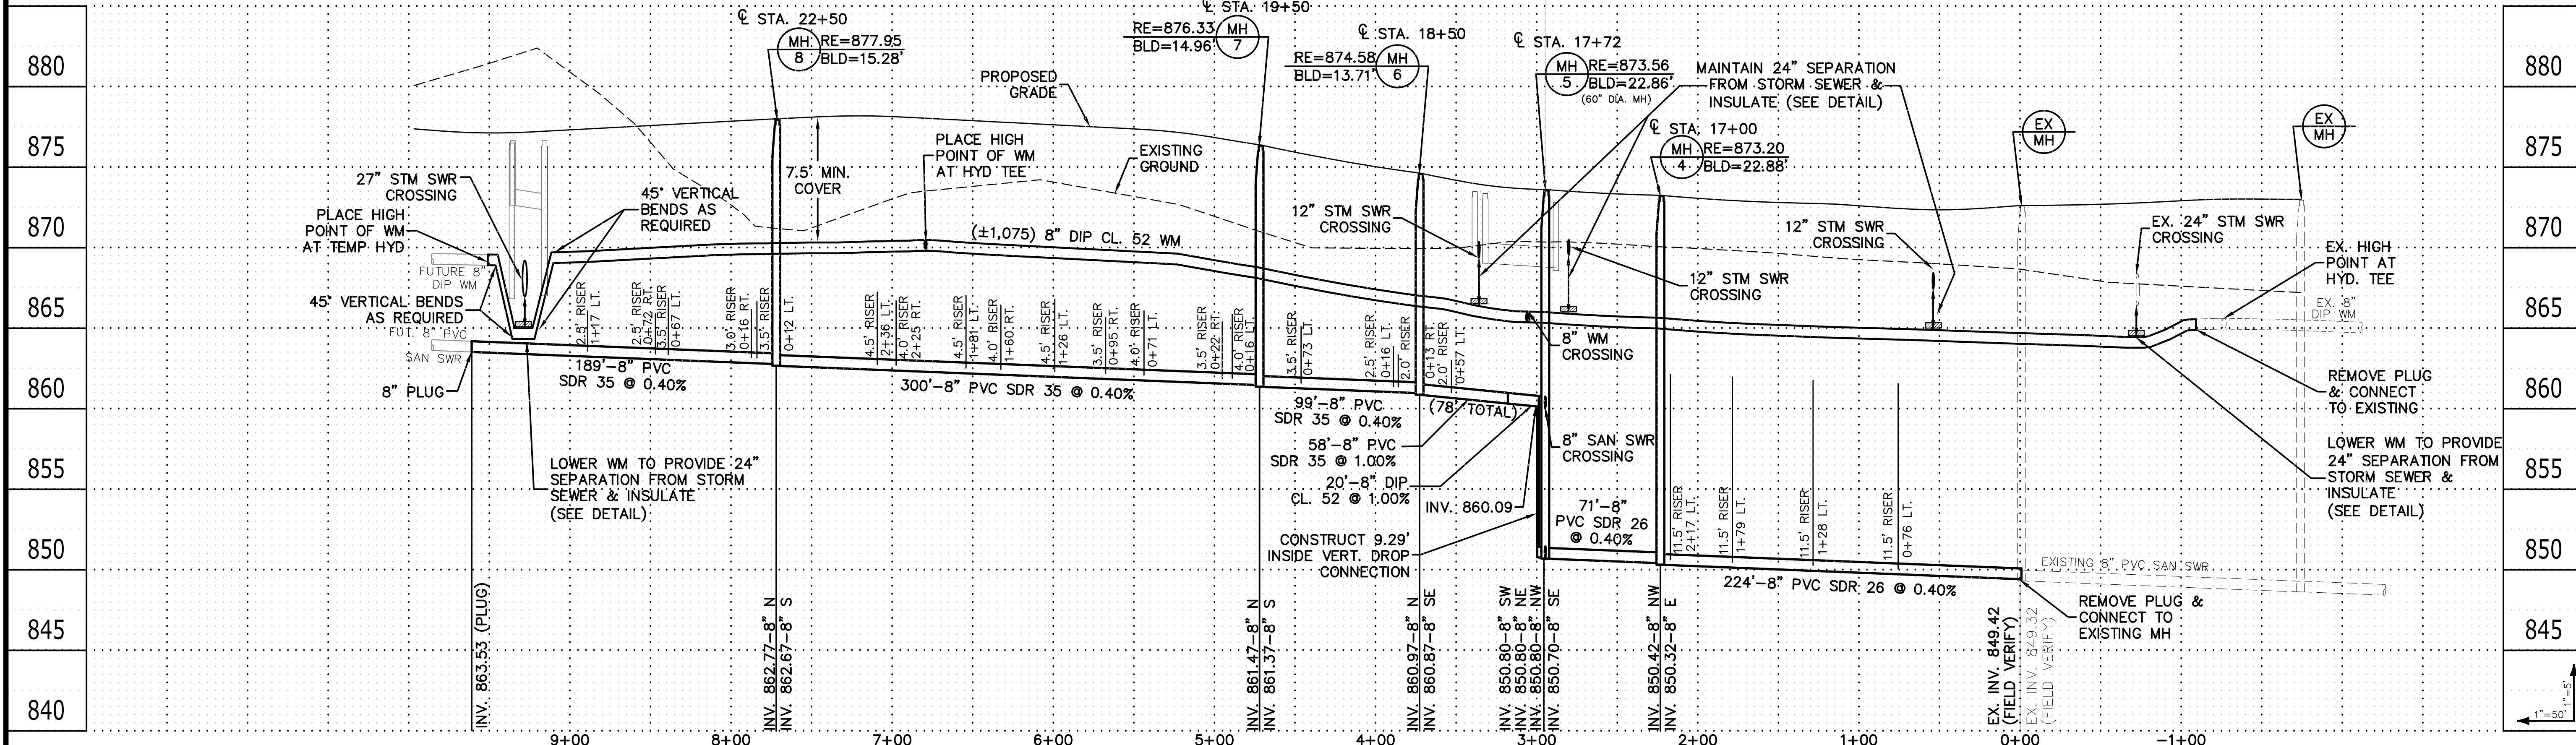 880
875
870
865
860
855
850
845
840
℄ STA. 22+50
MH
8
RE=877.95
BLD=15.28'
℄ STA. 19+50
RE=876.33
BLD=14.96'
MH
7
℄ STA. 18+50
RE=874.58
BLD=13.71'
MH
6
℄ STA. 17+72
MH
5
RE=873.56
BLD=22.86'
(60" DIA. MH)
MAINTAIN 24" SEPARATION
FROM STORM SEWER &
INSULATE (SEE DETAIL)
℄ STA. 17+00
MH
4
RE=873.20
BLD=22.88'
EX
MH
EX
MH
PROPOSED
GRADE
7.5' MIN.
COVER
PLACE HIGH
POINT OF WM
AT HYD TEE
EXISTING
GROUND
27" STM SWR
CROSSING
PLACE HIGH
POINT OF WM
AT TEMP HYD
45° VERTICAL
BENDS AS
REQUIRED
FUTURE 8"
DIP WM
45° VERTICAL BENDS
AS REQUIRED
FUT. 8" PVC
SAN SWR
8" PLUG
(±1,075) 8" DIP CL. 52 WM
12" STM SWR
CROSSING
12" STM SWR
CROSSING
12" STM SWR
CROSSING
EX. 24" STM SWR
CROSSING
EX. HIGH
POINT AT
HYD. TEE
EX. 8"
DIP WM
8" WM
CROSSING
2.5' RISER
1+17 LT.
2.5' RISER
0+72 RT.
3.5' RISER
0+67 LT.
3.0' RISER
0+16 RT.
3.5' RISER
0+12 LT.
4.5' RISER
2+36 LT.
4.0' RISER
2+25 RT.
4.5' RISER
1+81 LT.
4.0' RISER
1+60 RT.
4.5' RISER
1+26 LT.
3.5' RISER
0+95 RT.
4.0' RISER
0+71 LT.
3.5' RISER
0+22 RT.
4.0' RISER
0+16 LT.
3.5' RISER
0+73 LT.
2.5' RISER
0+16 LT.
2.0' RISER
0+13 RT.
2.0' RISER
0+57 LT.
189'-8" PVC
SDR 35 @ 0.40%
300'-8" PVC SDR 35 @ 0.40%
99'-8" PVC
SDR 35 @ 0.40%
(78' TOTAL)
58'-8" PVC
SDR 35 @ 1.00%
20'-8" DIP
CL. 52 @ 1.00%
INV. 860.09
8" SAN SWR
CROSSING
71'-8"
PVC SDR 26
@ 0.40%
CONSTRUCT 9.29'
INSIDE VERT. DROP
CONNECTION
LOWER WM TO PROVIDE 24"
SEPARATION FROM STORM
SEWER & INSULATE
(SEE DETAIL)
11.5' RISER
2+17 LT.
11.5' RISER
1+79 LT.
11.5' RISER
1+28 LT.
11.5' RISER
0+76 LT.
224'-8" PVC SDR 26 @ 0.40%
EXISTING 8" PVC SAN SWR
REMOVE PLUG
& CONNECT
TO EXISTING
LOWER WM TO PROVIDE
24" SEPARATION FROM
STORM SEWER &
INSULATE
(SEE DETAIL)
REMOVE PLUG &
CONNECT TO
EXISTING MH
INV. 863.53 (PLUG)
INV. 862.77-8" N
INV. 862.67-8" S
INV. 861.47-8" N
INV. 861.37-8" S
INV. 860.97-8" N
INV. 860.87-8" SE
INV. 850.80-8" SW
INV. 850.80-8" NE
INV. 850.80-8" NW
INV. 850.70-8" SE
INV. 850.42-8" NW
INV. 850.32-8" E
EX. INV. 849.42
(FIELD VERIFY)
EX. INV. 849.32
(FIELD VERIFY)
880
875
870
865
860
855
850
845
840
1"=5'
1"=50'
9+00
8+00
7+00
6+00
5+00
4+00
3+00
2+00
1+00
0+00
-1+00